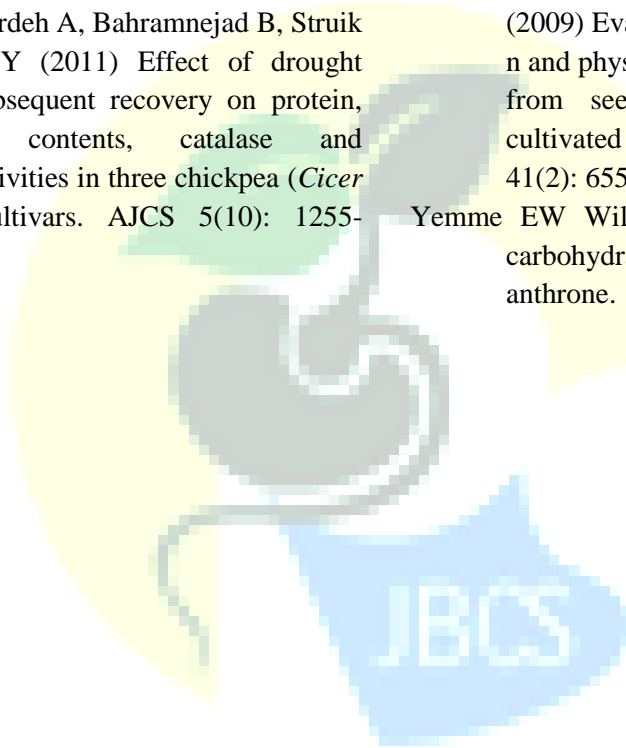 rdeh A, Bahramnejad B, Struik
Y (2011) Effect of drought
bsequent recovery on protein,
contents, catalase and
ivities in three chickpea (Cicer
ultivars. AJCS 5(10): 1255-
(2009) Eva
n and phys
from see
cultivated
41(2): 655
Yemme EW Wil
carbohydr
anthrone.
JBCS